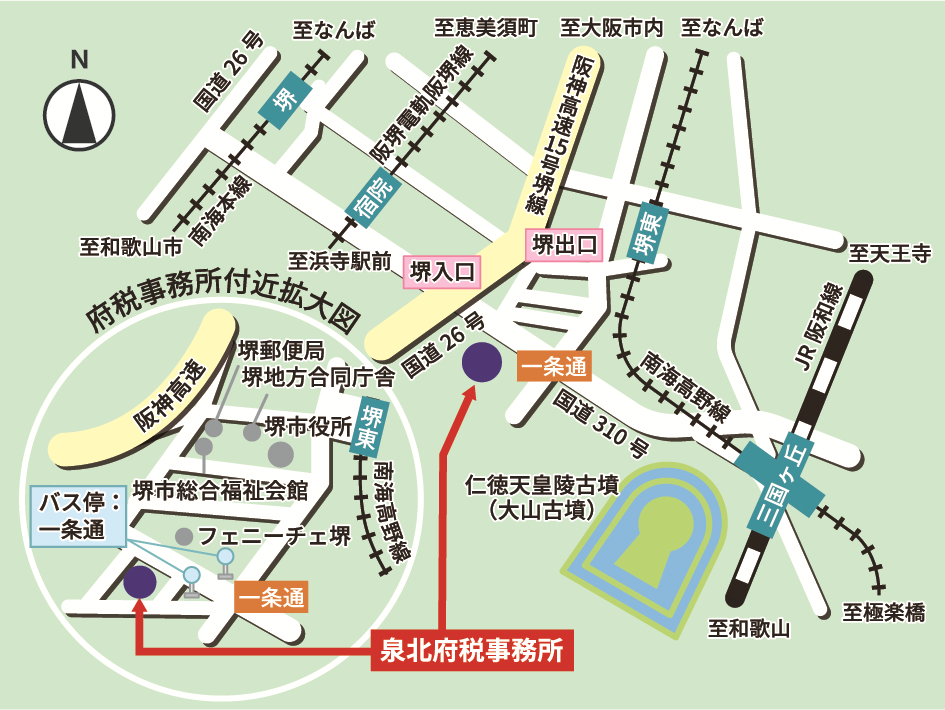 至なんば
至恵美須町
至大阪市内
至なんば
N
国道26号
堺
阪堺電軌阪堺線
阪神高速15号堺線
宿院
南海本線
堺東
至和歌山市
至浜寺駅前
堺入口
堺出口
至天王寺
府税事務所付近拡大図
国道26号
JR阪和線
堺郵便局
堺地方合同庁舎
一条通
南海高野線
阪神高速
堺市役所
堺東
国道310号
三国ヶ丘
堺市総合福祉会館
南海高野線
仁徳天皇陵古墳
（大山古墳）
バス停：
一条通
フェニーチェ堺
一条通
至和歌山
至極楽橋
泉北府税事務所